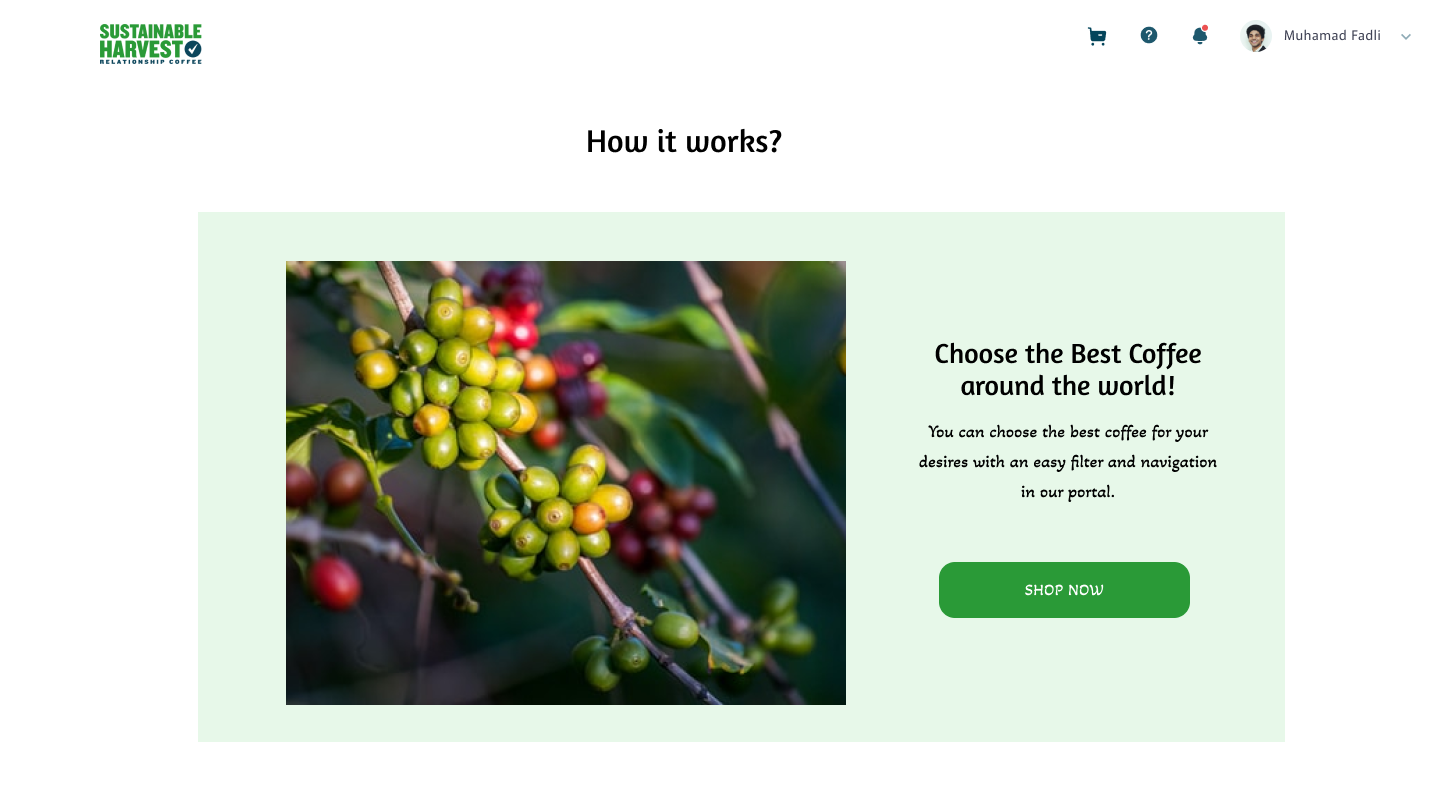 SUSTAINABLE
HARVEST
RELATIONSHIP COFFEE
Muhamad Fadli
How it works?
Choose the Best Coffee
around the world!
You can choose the best coffee for your
desires with an easy filter and navigation
in our portal.
SHOP NOW